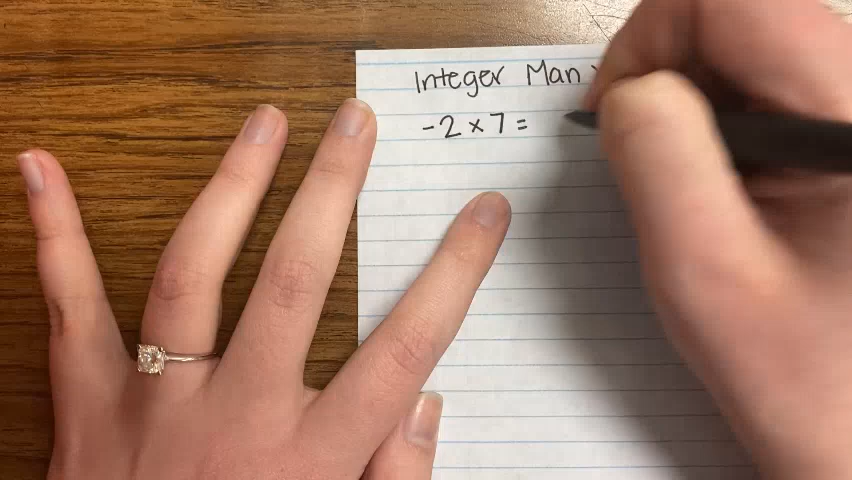 Integer Man
-2 x 7 =